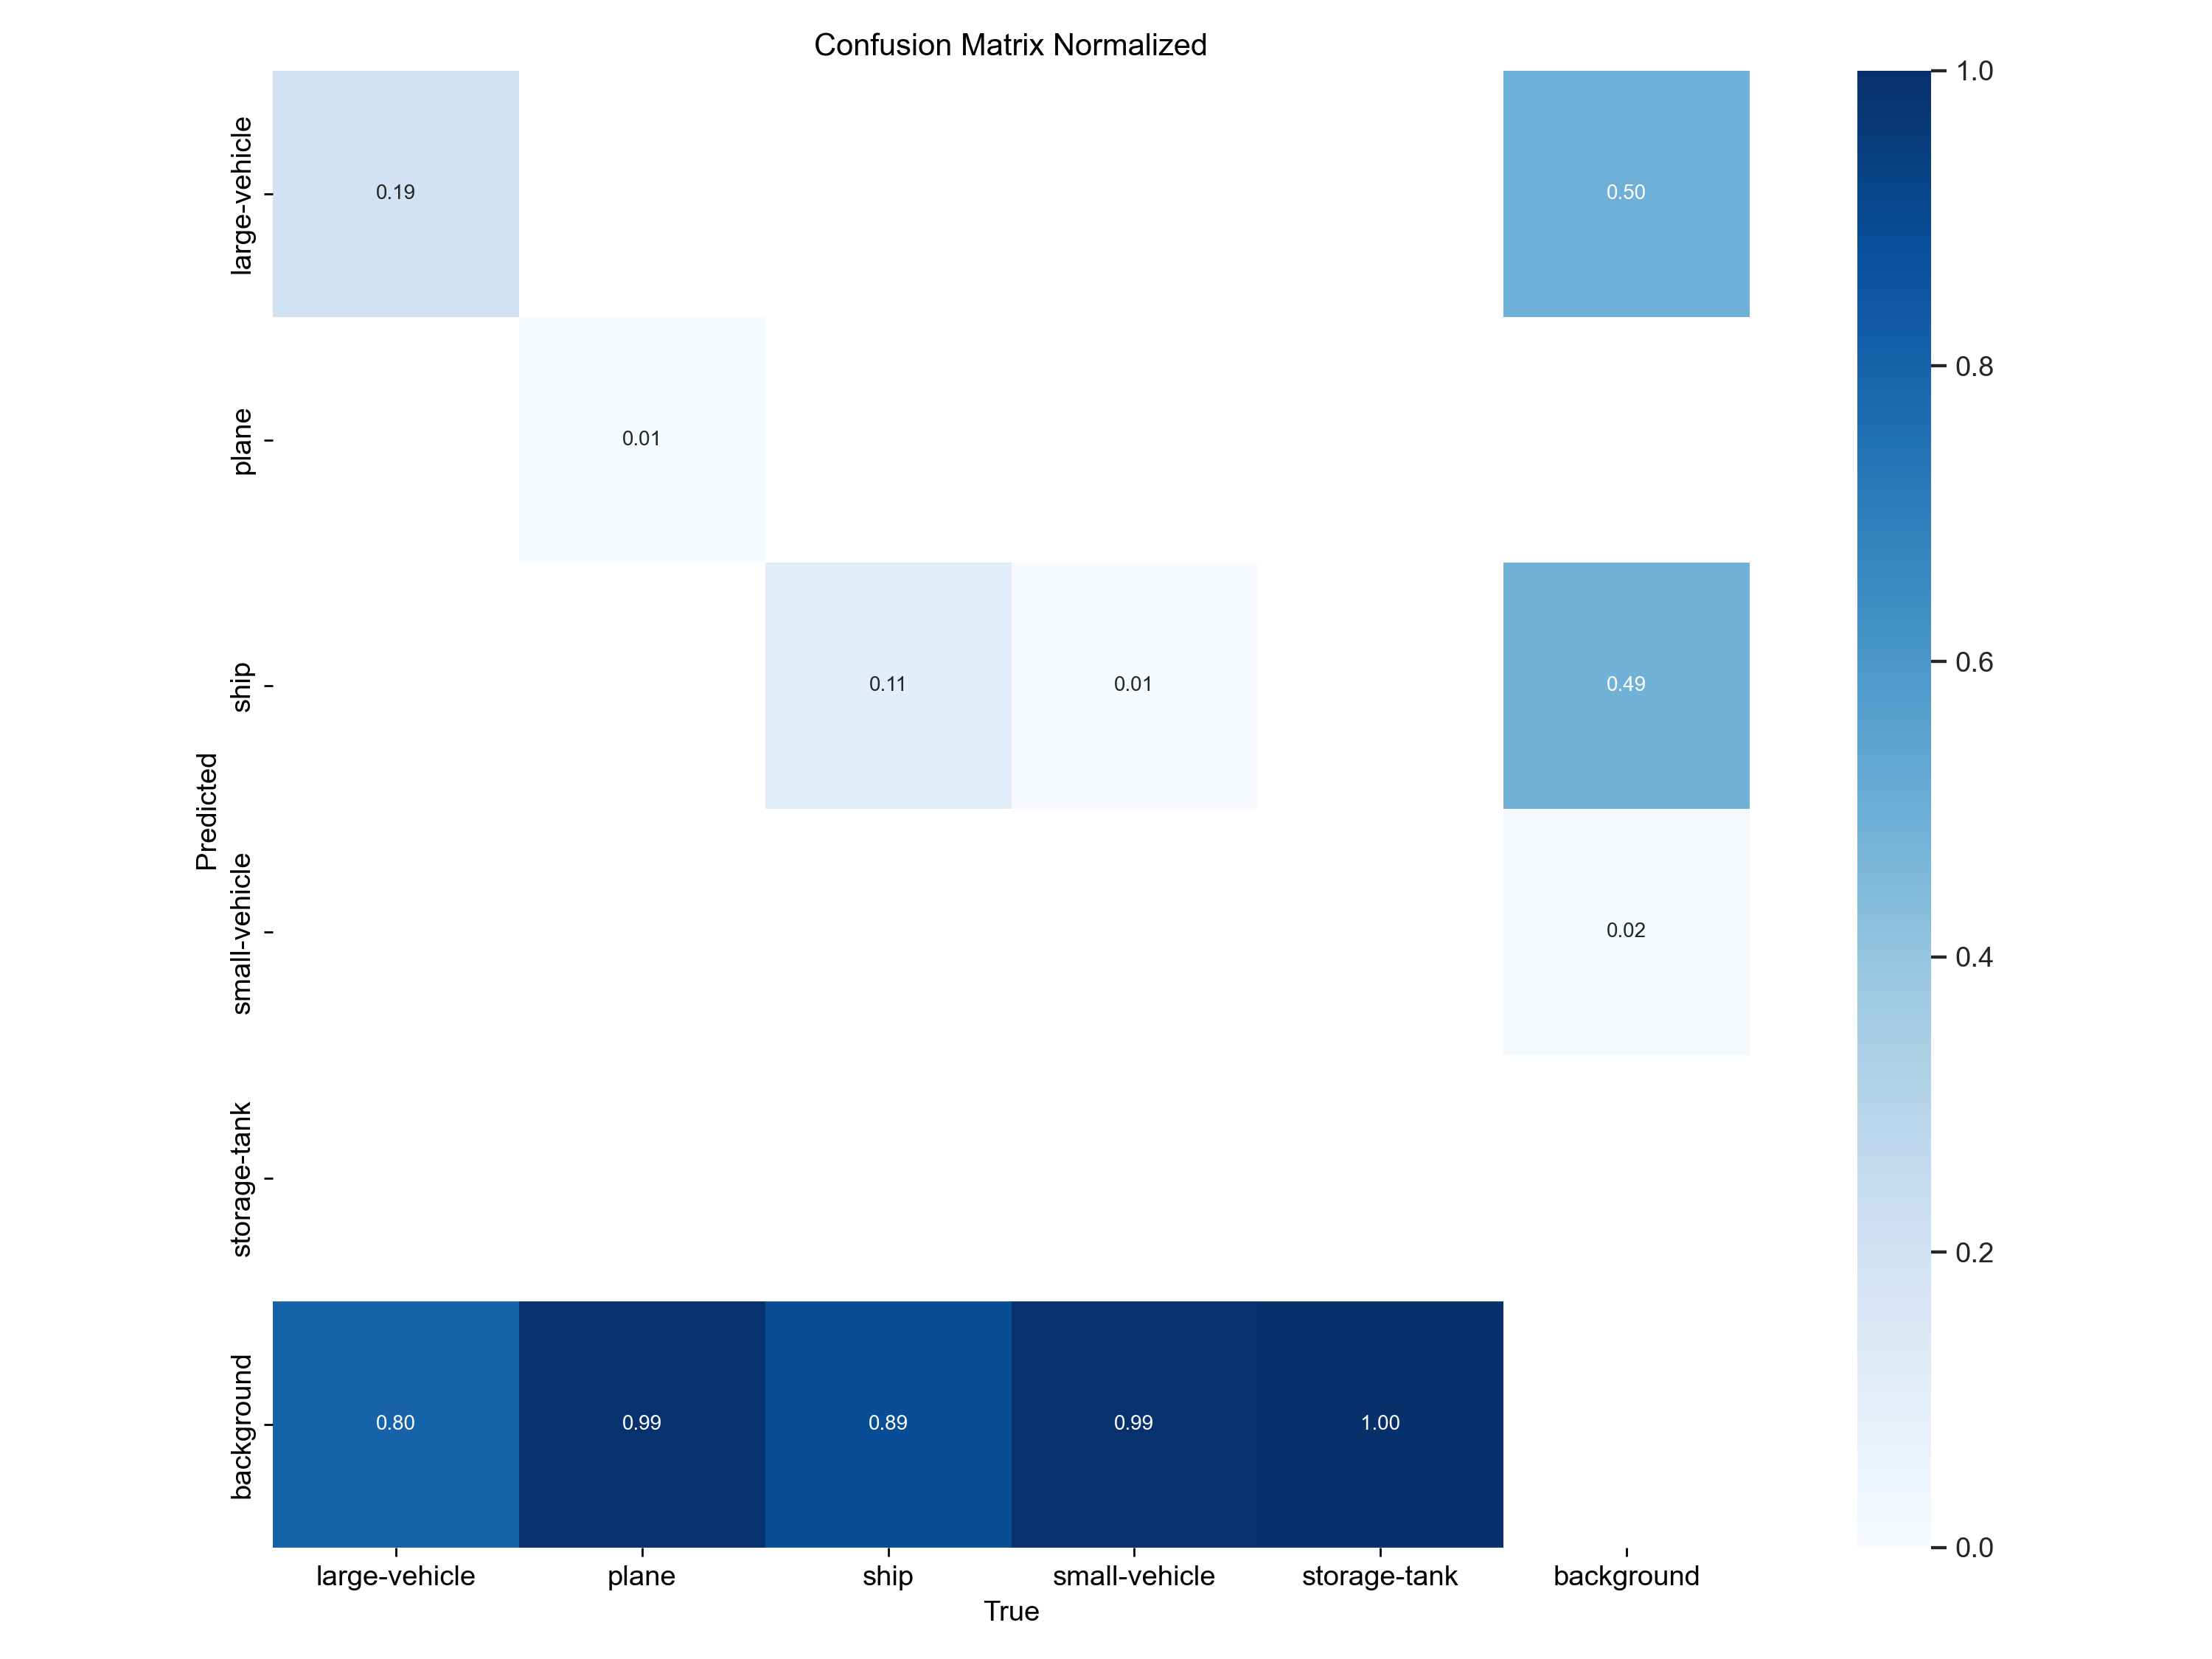 Confusion Matrix Normalized
large-vehicle
0.19
0.50
plane
0.01
ship
0.11
0.01
0.49
small-vehicle
0.02
storage-tank
background
0.80
0.99
0.89
0.99
1.00
Predicted
large-vehicle
plane
ship
small-vehicle
storage-tank
background
True
1.0
0.8
0.6
0.4
0.2
0.0